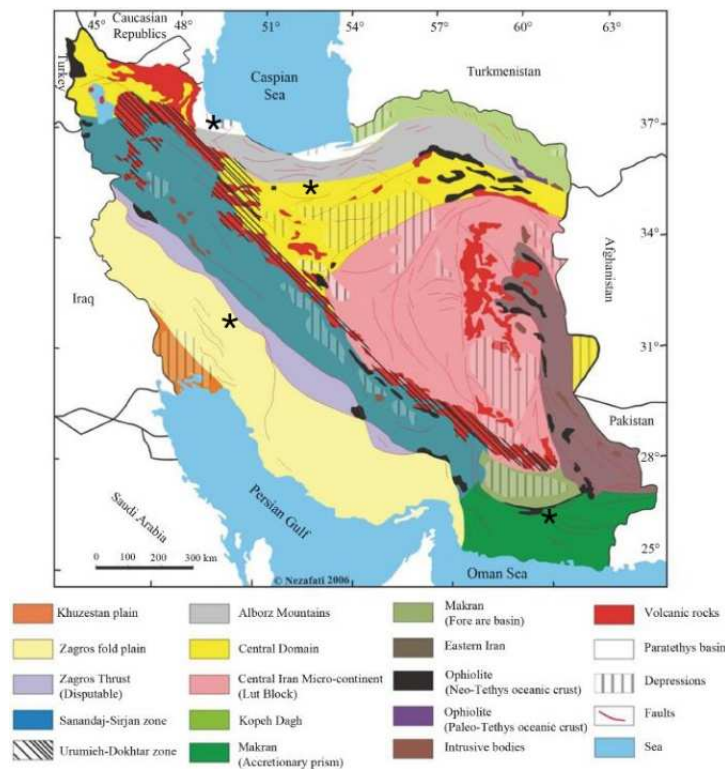 45°
48°
51°
54°
57°
60°
63°
Caucasian
Republics
Turkey
Caspian
Sea
Turkmenistan
37°
34°
Afghanistan
Iraq
31°
Pakistan
28°
Saudi Arabia
Persian Gulf
25°
0 100 200 300 km
© Nezafati 2006
Oman Sea
Khuzestan plain
Zagros fold plain
Zagros Thrust
(Disputable)
Sanandaj-Sirjan zone
Urumieh-Dokhtar zone
Alborz Mountains
Central Domain
Central Iran Micro-continent
(Lut Block)
Kopeh Dagh
Makran
(Accretionary prism)
Makran
(Fore are basin)
Eastern Iran
Ophiolite
(Neo-Tethys oceanic crust)
Ophiolite
(Paleo-Tethys oceanic crust)
Intrusive bodies
Volcanic rocks
Paratethys basin
Depressions
Faults
Sea